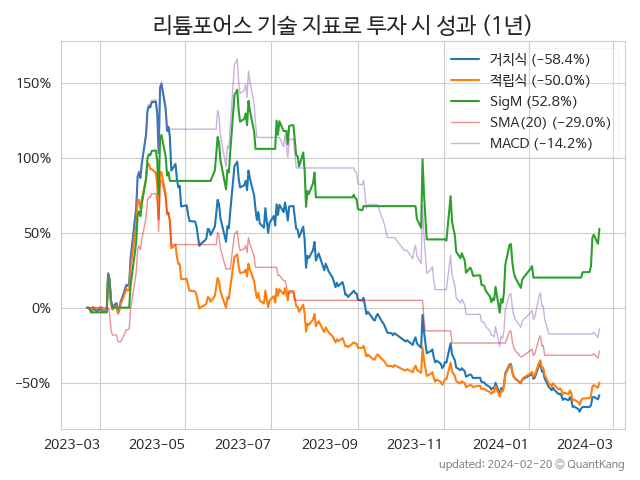 리튬포어스 기술 지표로 투자 시 성과 (1년)
거치식 (−58.4%)
적립식 (−50.0%)
SigM (52.8%)
SMA(20) (−29.0%)
MACD (−14.2%)
150%
100%
50%
0%
−50%
2023-03
2023-05
2023-07
2023-09
2023-11
2024-01
2024-03
updated: 2024-02-20 © QuantKang